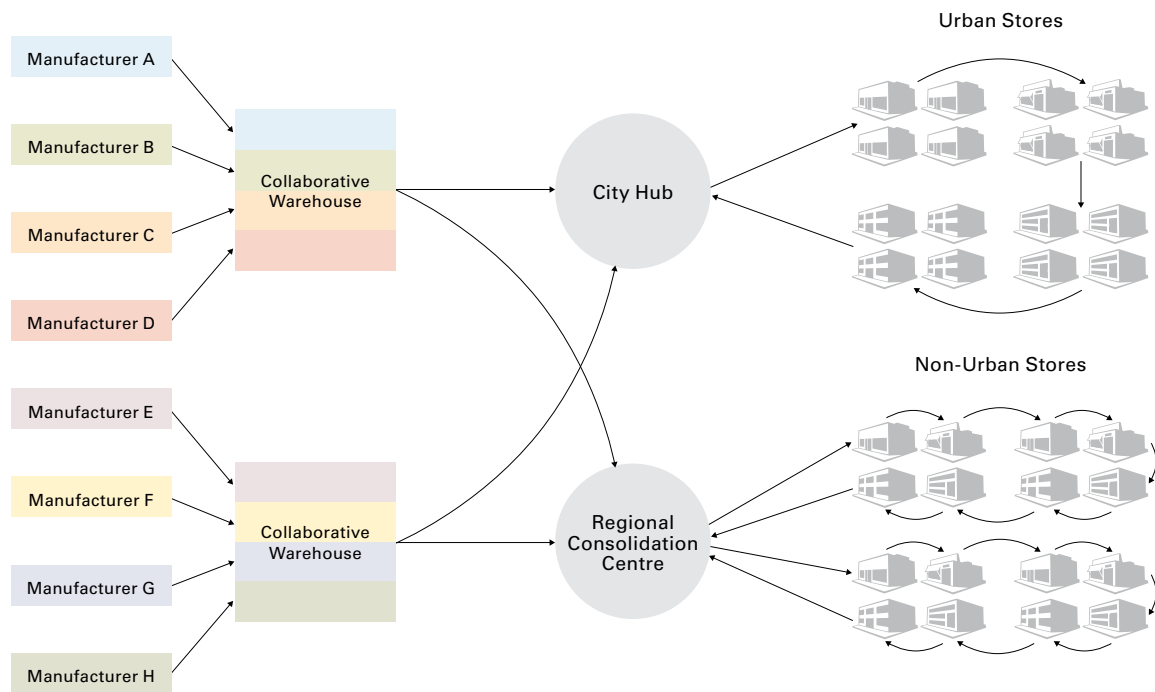 Urban Stores
Manufacturer A
Manufacturer B
Collaborative
Warehouse
City Hub
Manufacturer C
Manufacturer D
Non-Urban Stores
Manufacturer E
Manufacturer F
Collaborative
Warehouse
Regional
Consolidation
Centre
Manufacturer G
Manufacturer H